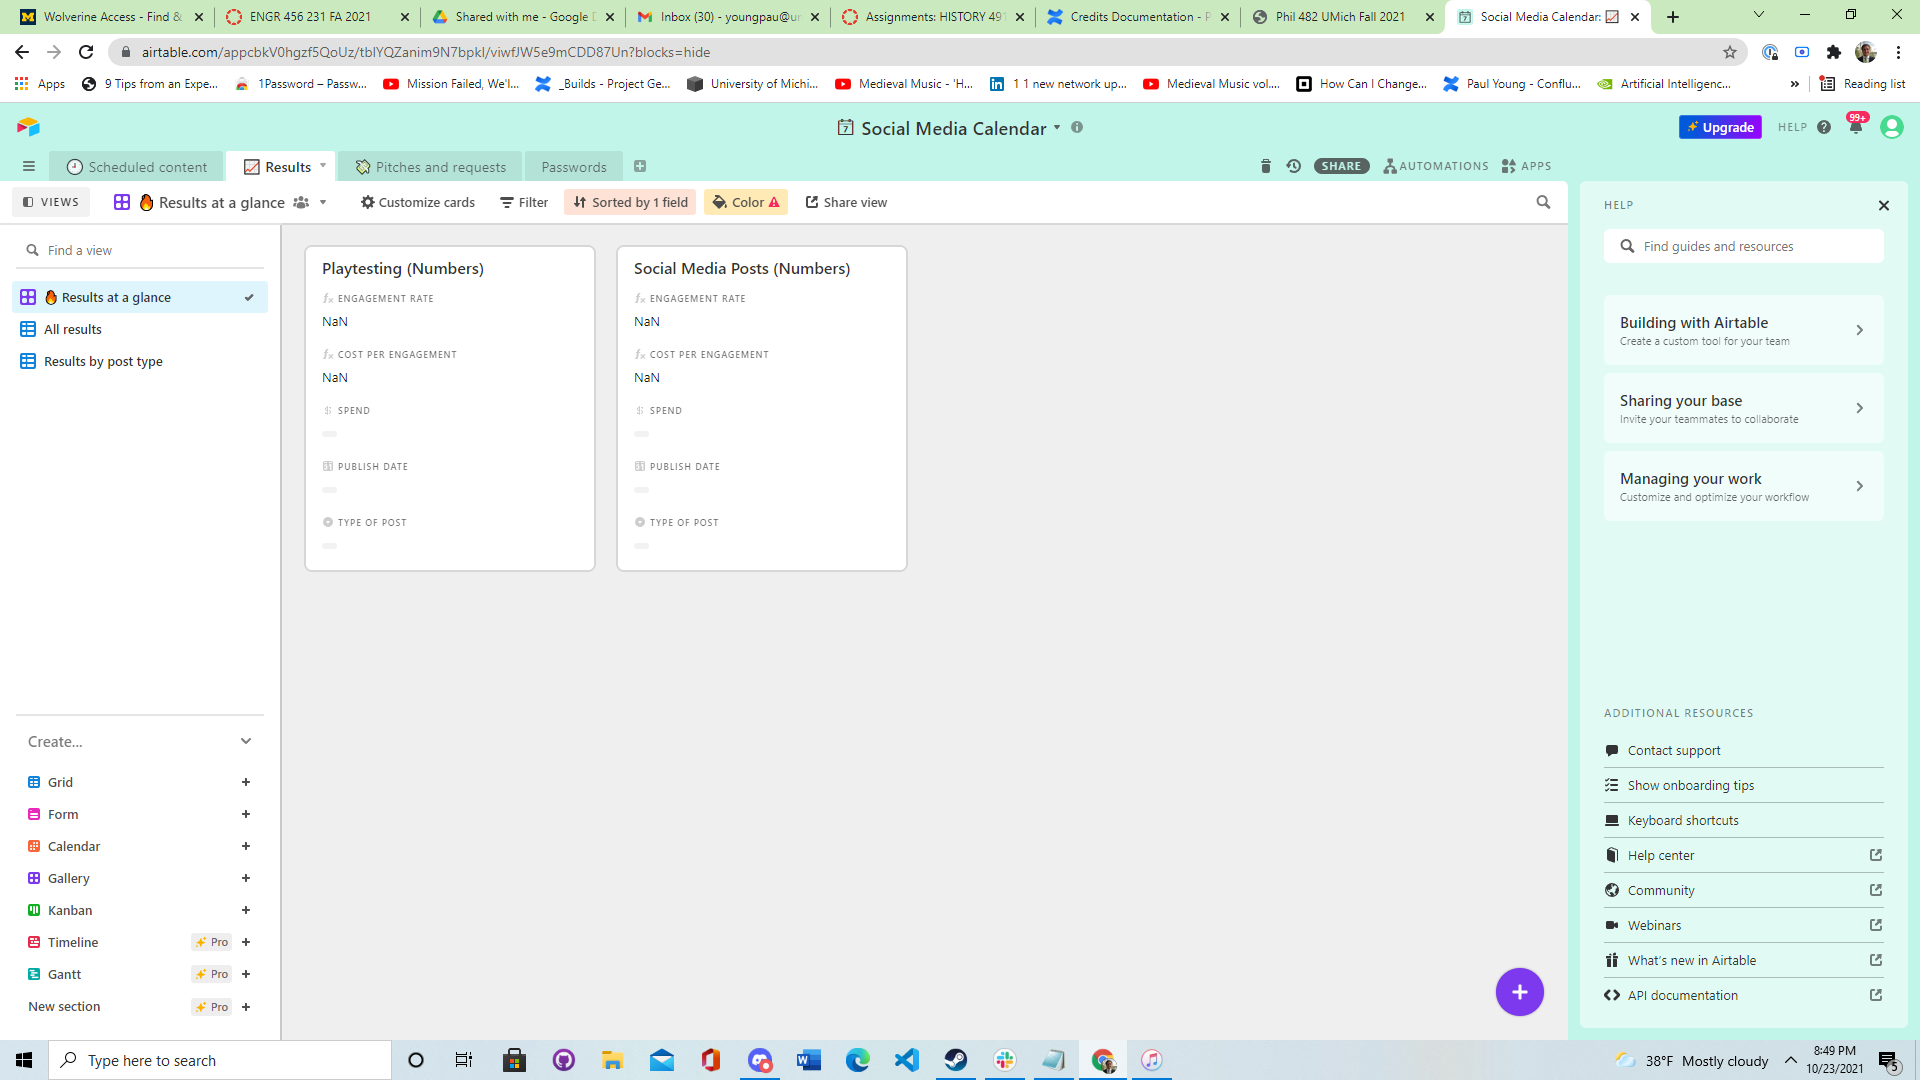 Wolverine Access - Find &
ENGR 456 231 FA 2021
Shared with me - Google D
Inbox (30) - youngpau@um
Assignments: HISTORY 491
Credits Documentation - P
Phil 482 UMich Fall 2021
Social Media Calendar:
airtable.com/appcbkV0hgzf5QoUz/tblYQZanim9N7bpkI/viwfJW5e9mCDD87Un?blocks=hide
Apps
9 Tips from an Expe...
1Password – Passw...
Mission Failed, We'l...
_Builds - Project Ge...
University of Michi...
Medieval Music - 'H...
1 1 new network up...
Medieval Music vol....
How Can I Change...
Paul Young - Conflu...
Artificial Intelligenc...
»
Reading list
Social Media Calendar
Upgrade
HELP
99+
Scheduled content
Results
Pitches and requests
Passwords
SHARE
AUTOMATIONS
APPS
VIEWS
Results at a glance
Customize cards
Filter
Sorted by 1 field
Color
Share view
Find a view
Results at a glance
All results
Results by post type
Create...
Grid
Form
Calendar
Gallery
Kanban
Timeline
Pro
Gantt
Pro
New section
Pro
Playtesting (Numbers)
ENGAGEMENT RATE
NaN
COST PER ENGAGEMENT
NaN
SPEND
PUBLISH DATE
TYPE OF POST
Social Media Posts (Numbers)
ENGAGEMENT RATE
NaN
COST PER ENGAGEMENT
NaN
SPEND
PUBLISH DATE
TYPE OF POST
HELP
Find guides and resources
Building with Airtable
Create a custom tool for your team
Sharing your base
Invite your teammates to collaborate
Managing your work
Customize and optimize your workflow
ADDITIONAL RESOURCES
Contact support
Show onboarding tips
Keyboard shortcuts
Help center
Community
Webinars
What's new in Airtable
API documentation
Type here to search
38°F Mostly cloudy
8:49 PM
10/23/2021
5